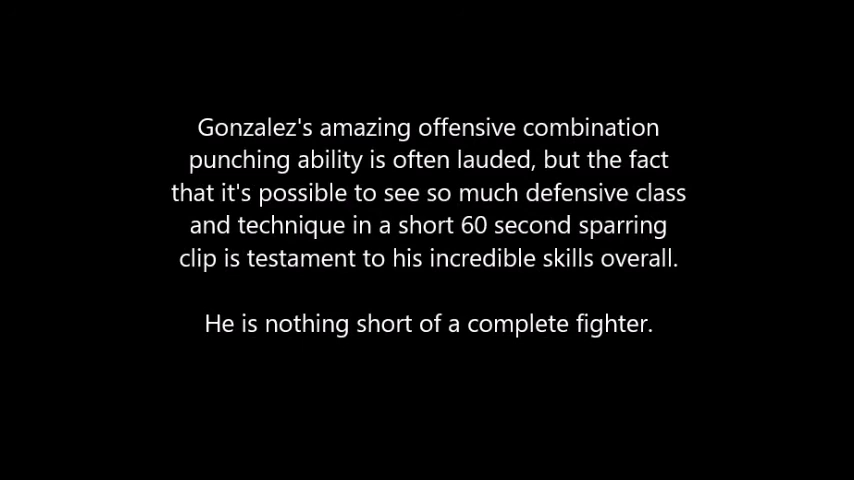 Gonzalez's amazing offensive combination
punching ability is often lauded, but the fact
that it's possible to see so much defensive class
and technique in a short 60 second sparring
clip is testament to his incredible skills overall.
He is nothing short of a complete fighter.